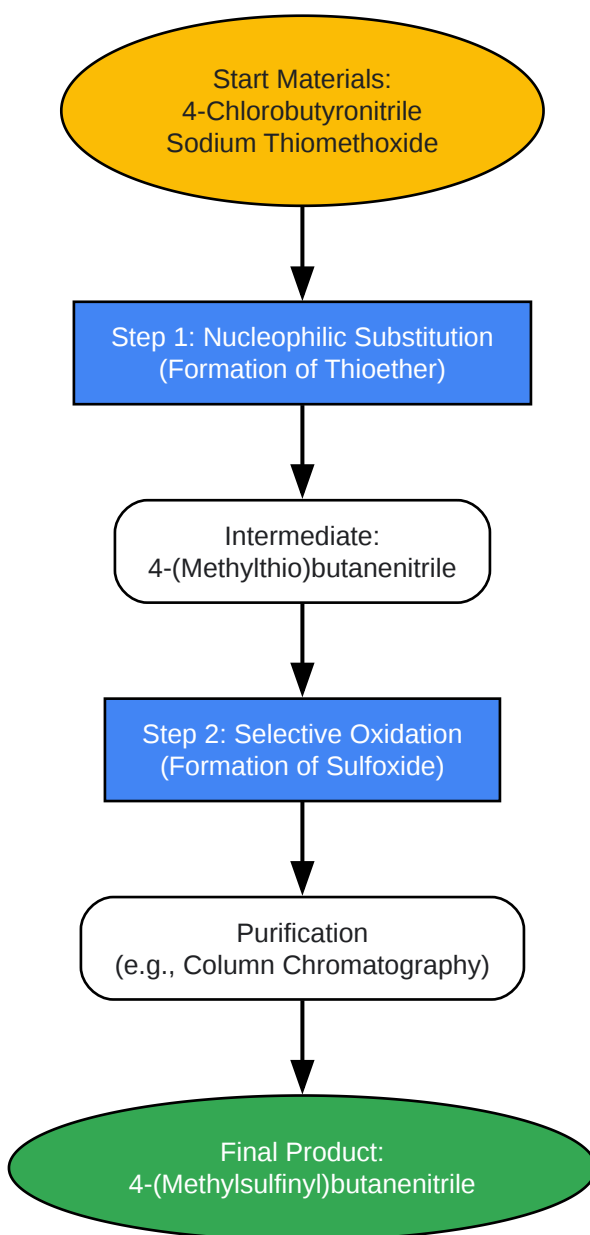 Start Materials:
4-Chlorobutyronitrile
Sodium Thiomethoxide
Step 1: Nucleophilic Substitution
(Formation of Thioether)
Intermediate:
4-(Methylthio)butanenitrile
Step 2: Selective Oxidation
(Formation of Sulfoxide)
Purification
(e.g., Column Chromatography)
Final Product:
4-(Methylsulfinyl)butanenitrile